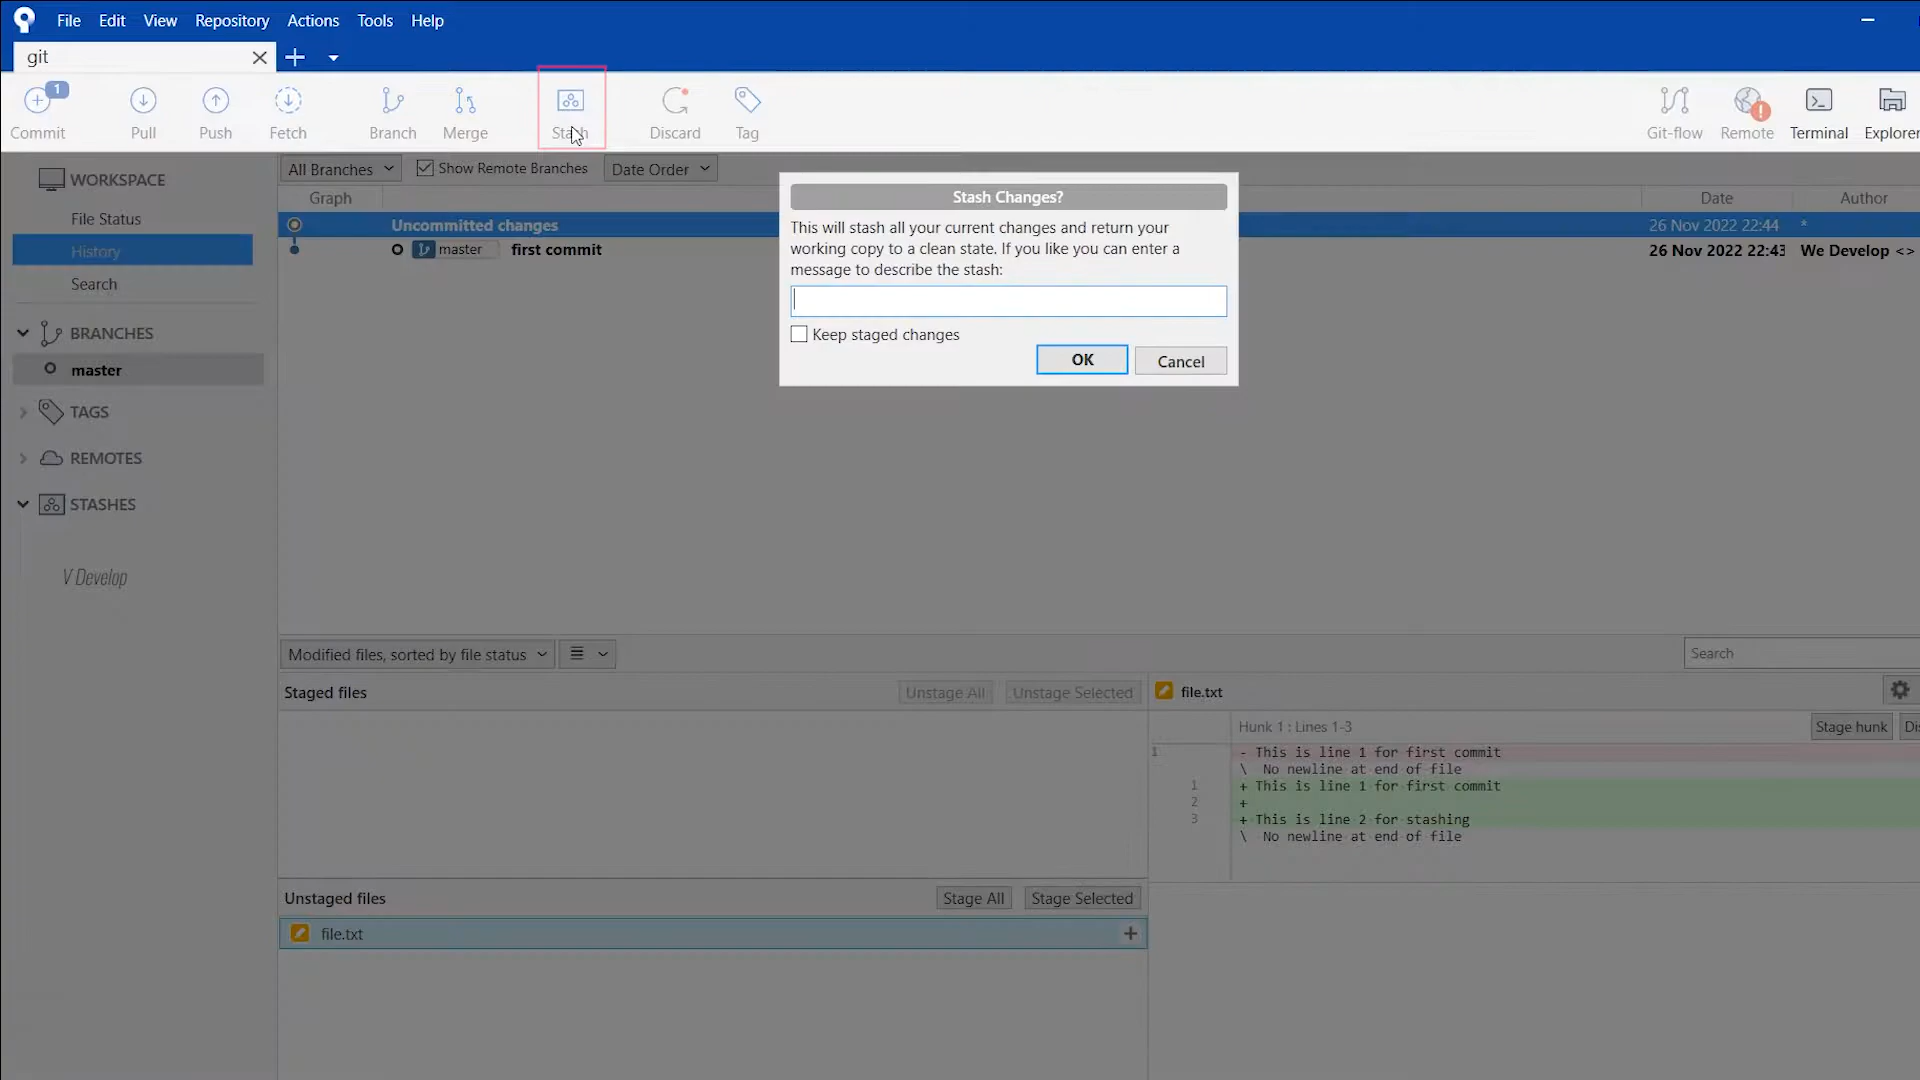 File Edit View Repository Actions Tools Help
git
1
Commit Pull Push Fetch Branch Merge Stash Discard Tag Git-flow Remote Terminal Explorer
WORKSPACE
File Status
History
Search
BRANCHES
master
TAGS
REMOTES
STASHES
V Develop
All Branches Show Remote Branches Date Order
Graph Date Author
Uncommitted changes 26 Nov 2022 22:44 *
master first commit 26 Nov 2022 22:43 We Develop <>
Stash Changes?
This will stash all your current changes and return your
working copy to a clean state. If you like you can enter a
message to describe the stash:
Keep staged changes
OK Cancel
Modified files, sorted by file status Search
Staged files Unstage All Unstage Selected
Unstaged files Stage All Stage Selected
file.txt
file.txt
Hunk 1 : Lines 1-3 Stage hunk Dis
1 - This is line 1 for first commit
\ No newline at end of file
1 + This is line 1 for first commit
2 +
3 + This is line 2 for stashing
\ No newline at end of file